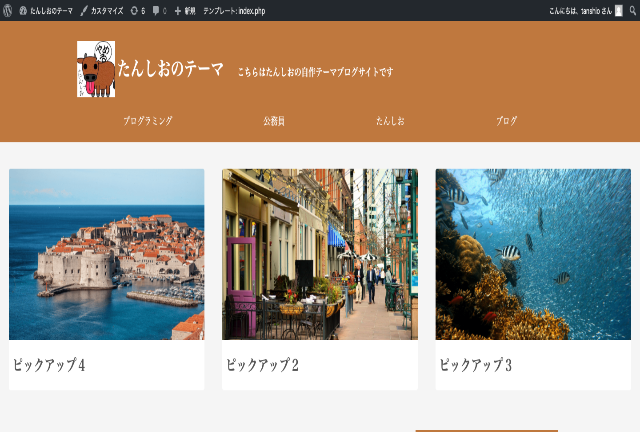 たんしおのテーマ カスタマイズ 6 0 新規 テンプレート: index.php こんにちは、tanshio さん
たんしおのテーマ こちらはたんしおの自作テーマブログサイトです
プログラミング 公務員 たんしお ブログ
ピックアップ4 ピックアップ2 ピックアップ3